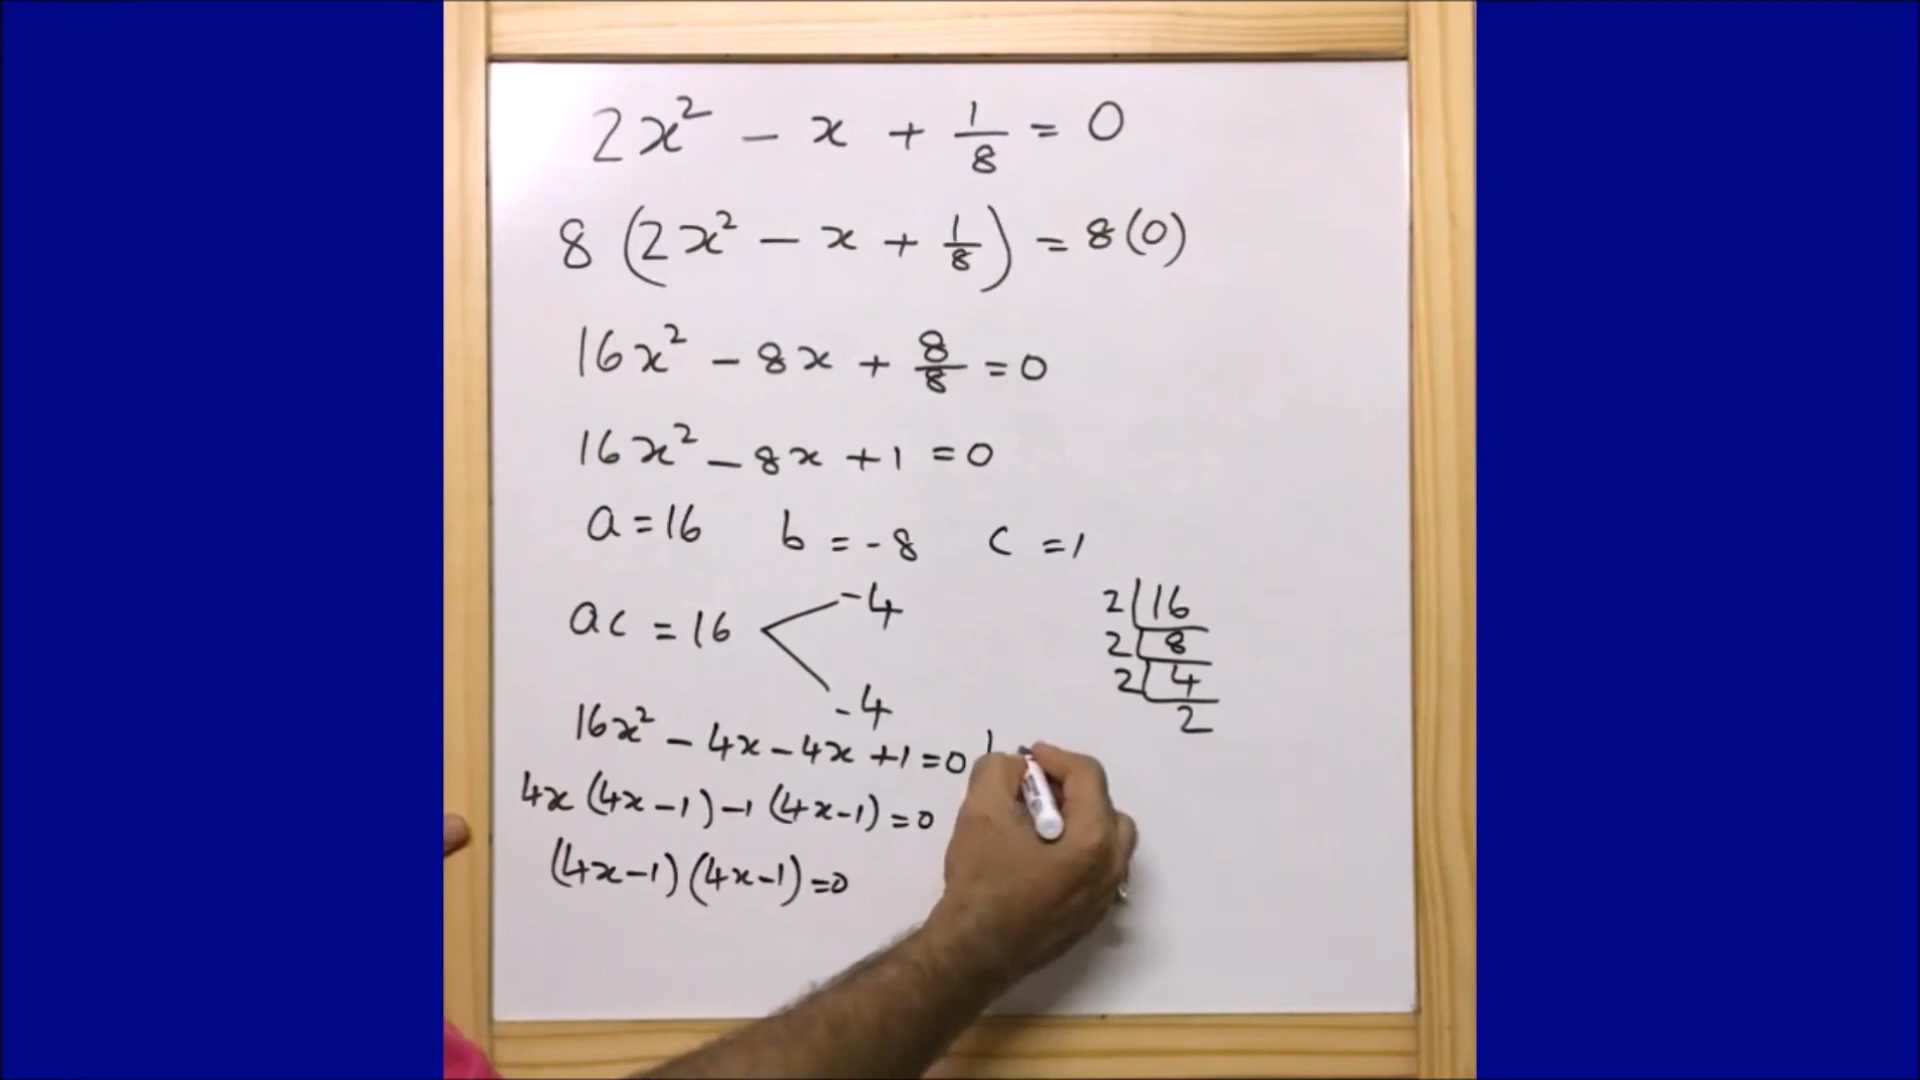 2x² - x + 1/8 = 0
8 (2x² - x + 1/8) = 8(0)
16x² - 8x + 8/8 = 0
16x² - 8x + 1 = 0
a = 16 b = -8 c = 1
ac = 16 -4
-4
2 | 16
2 | 8
2 | 4
2
16x² - 4x - 4x + 1 = 0
4x (4x - 1) - 1 (4x - 1) = 0
(4x - 1) (4x - 1) = 0